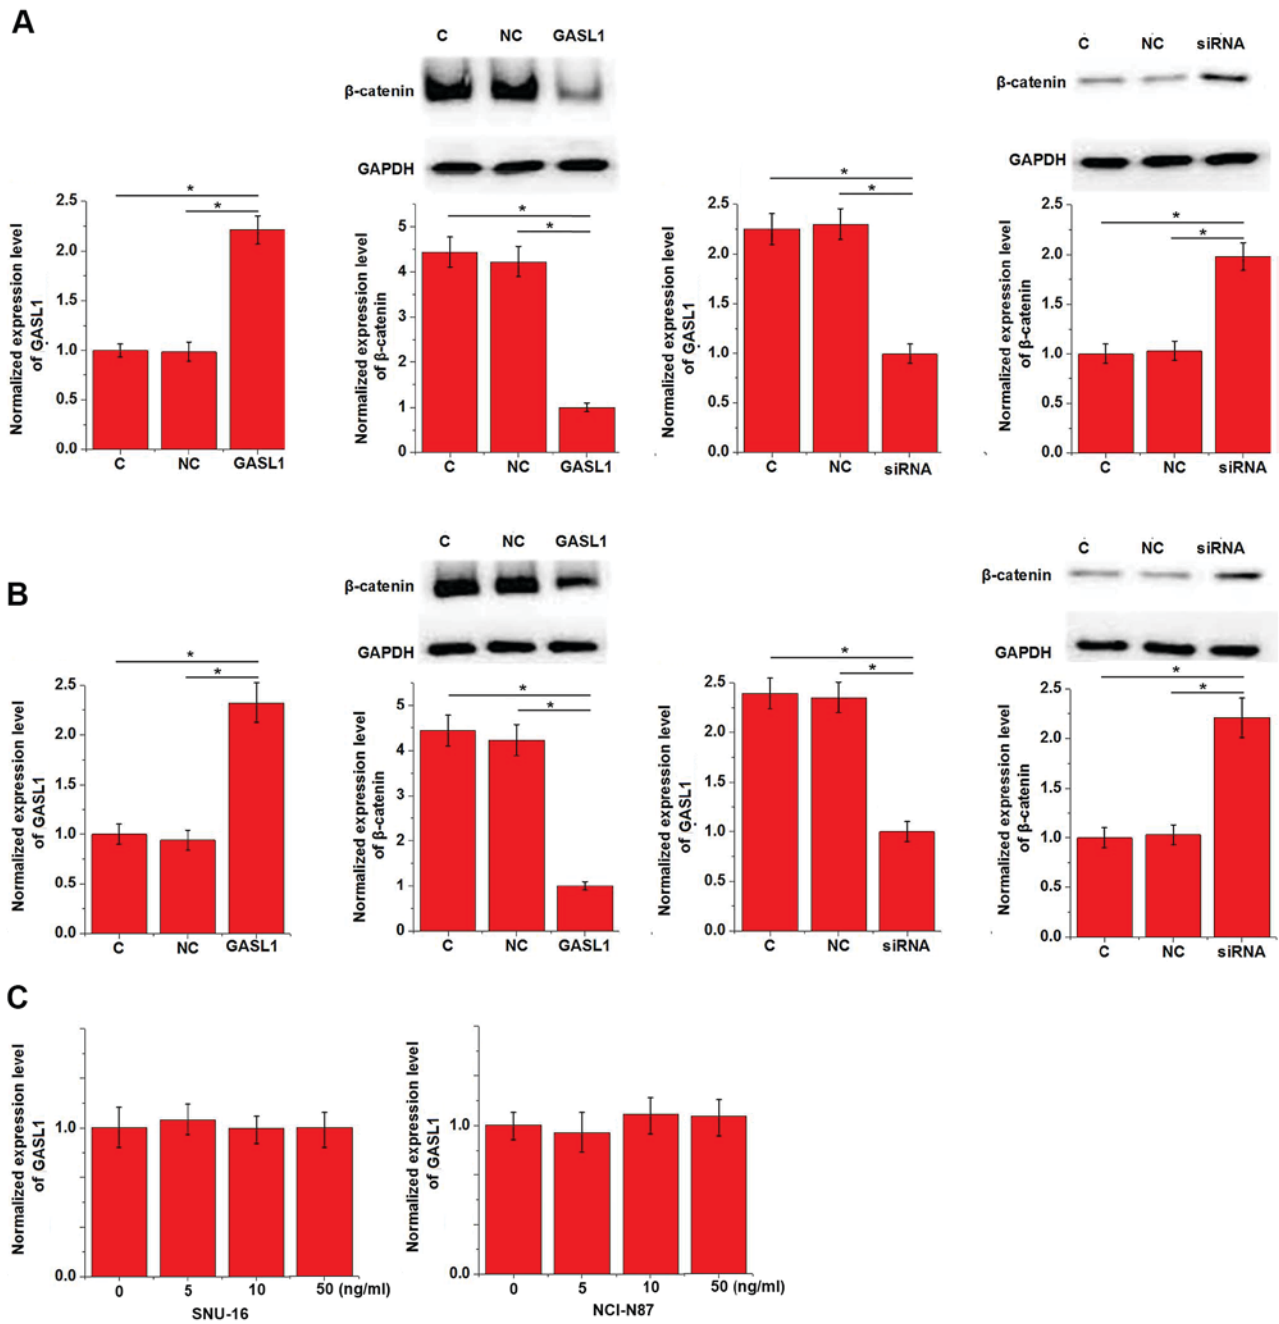 A
C NC GASL1
β-catenin
GAPDH
C NC siRNA
β-catenin
GAPDH
Normalized expression level
of GASL1
2.5
2.0
1.5
1.0
0.5
0.0
*
*
C NC GASL1
Normalized expression level
of β-catenin
5
4
3
2
1
0
*
*
C NC GASL1
Normalized expression level
of GASL1
2.5
2.0
1.5
1.0
0.5
0.0
*
*
C NC siRNA
Normalized expression level
of β-catenin
2.5
2.0
1.5
1.0
0.5
0.0
*
*
C NC siRNA
B
C NC GASL1
β-catenin
GAPDH
C NC siRNA
β-catenin
GAPDH
Normalized expression level
of GASL1
2.5
2.0
1.5
1.0
0.5
0.0
*
*
C NC GASL1
Normalized expression level
of β-catenin
5
4
3
2
1
0
*
*
C NC GASL1
Normalized expression level
of GASL1
2.5
2.0
1.5
1.0
0.5
0.0
*
*
C NC siRNA
Normalized expression level
of β-catenin
2.5
2.0
1.5
1.0
0.5
0.0
*
*
C NC siRNA
C
Normalized expression level
of GASL1
1.0
0.0
0 5 10 50 (ng/ml)
SNU-16
Normalized expression level
of GASL1
1.0
0.0
0 5 10 50 (ng/ml)
NCI-N87